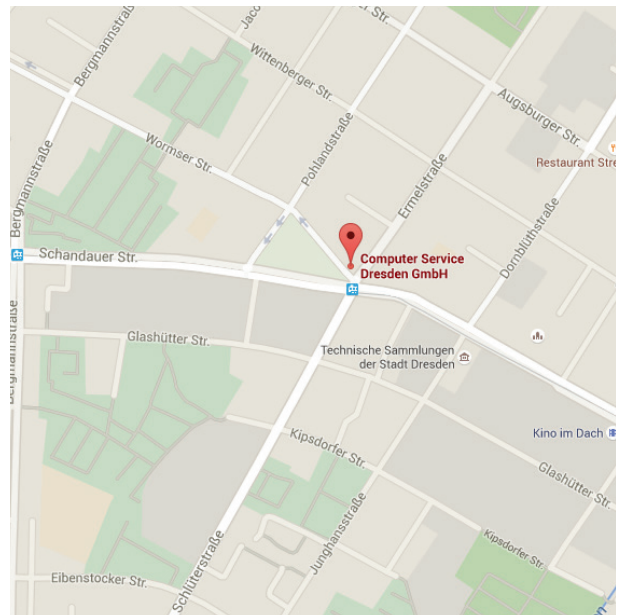 Jaco
Wittenberger Str.
Bergmannstraße
Augsburger Str.
Restaurant Stre
Wormser Str.
Pohlandstraße
Ermelstraße
Dornblüthstraße
Bergmannstraße
Schandauer Str.
Computer Service
Dresden GmbH
Glashütter Str.
Technische Sammlungen
der Stadt Dresden
Bergmannstraße
Kipsdorfer Str.
Kino im Dach
Glashütter Str.
Junghansstraße
Kipsdorfer Str.
Schlüterstraße
Eibenstocker Str.